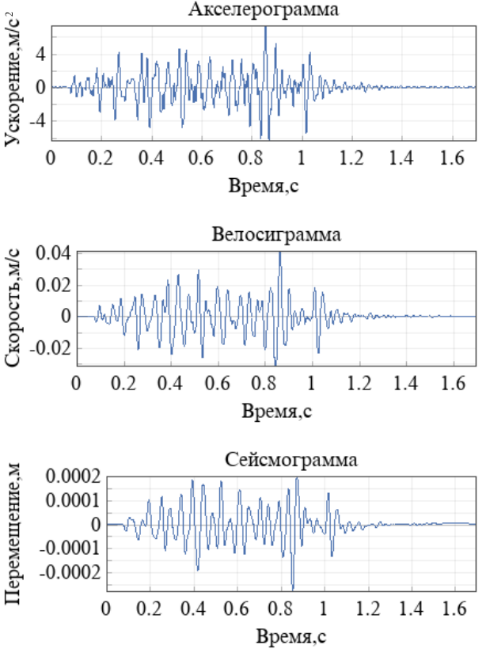 Акселерограмма
Ускорение,м/с²
4
0
-4
0 0.2 0.4 0.6 0.8 1 1.2 1.4 1.6
Время,с
Велосиграмма
Скорость,м/с
0.04
0.02
0
-0.02
0 0.2 0.4 0.6 0.8 1 1.2 1.4 1.6
Время,с
Сейсмограмма
Перемещение,м
0.0002
0.0001
0
-0.0001
-0.0002
0 0.2 0.4 0.6 0.8 1 1.2 1.4 1.6
Время,с